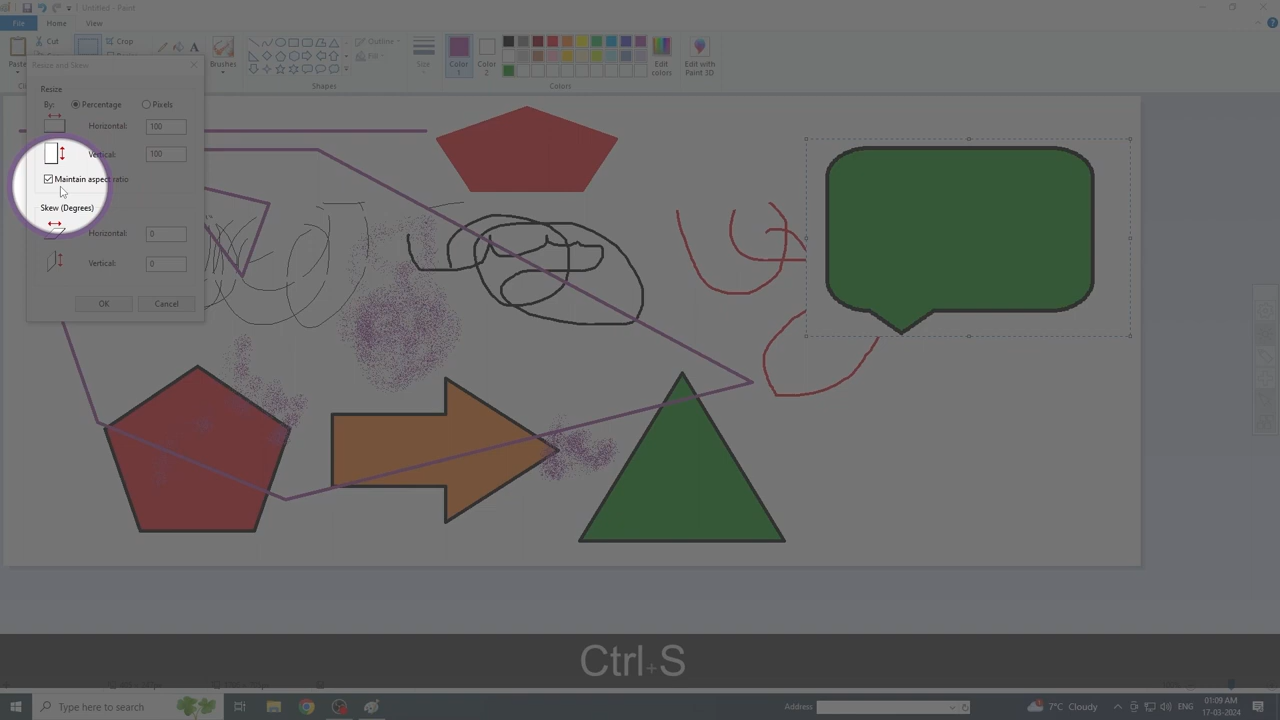 Untitled - Paint
File
Home
View
Paste
Cut
Crop
A
Brushes
Outline
Fill
Shapes
Size
Color
1
Color
2
Edit
colors
Edit with
Paint 3D
Colors
Resize and Skew
Resize
By:
Percentage
Pixels
Horizontal:
100
Vertical:
100
Maintain aspect ratio
Skew (Degrees)
Horizontal:
0
Vertical:
0
OK
Cancel
Ctrl+S
Type here to search
Address
7°C Cloudy
ENG
01:09 AM
17-03-2024